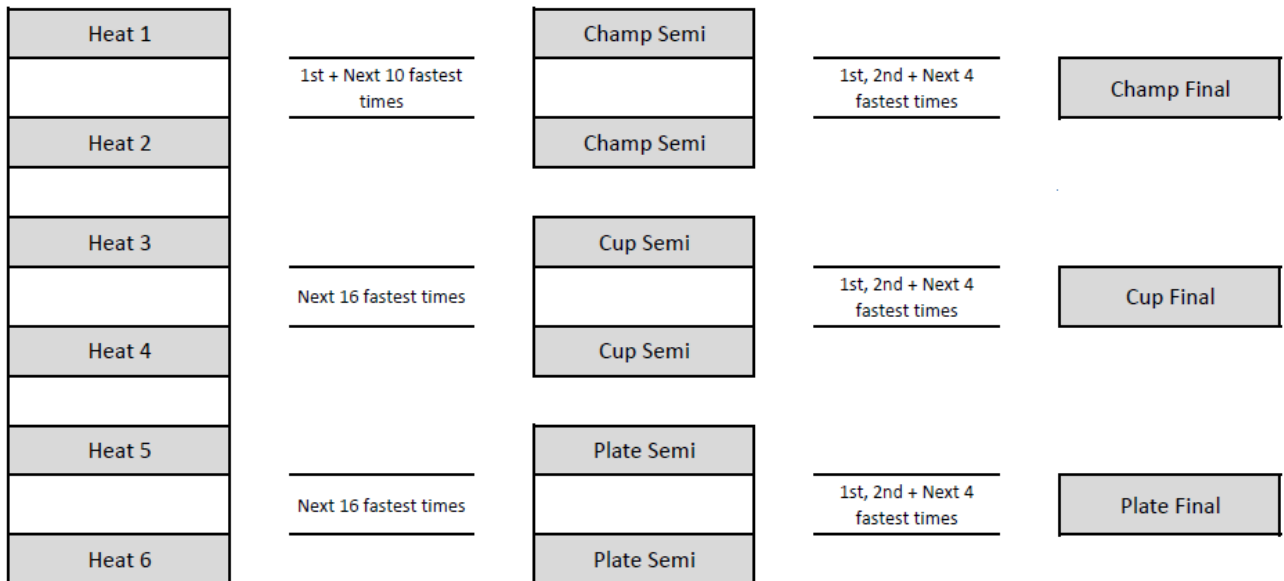 Heat 1
Champ Semi
1st + Next 10 fastest
times
1st, 2nd + Next 4
fastest times
Champ Final
Heat 2
Champ Semi
Heat 3
Cup Semi
Next 16 fastest times
1st, 2nd + Next 4
fastest times
Cup Final
Heat 4
Cup Semi
Heat 5
Plate Semi
Next 16 fastest times
1st, 2nd + Next 4
fastest times
Plate Final
Heat 6
Plate Semi